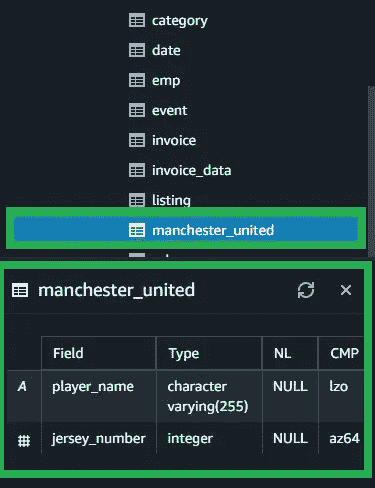 category
date
emp
event
invoice
invoice_data
listing
manchester_united
manchester_united
Field Type NL CMP
A player_name character varying(255) NULL lzo
# jersey_number integer NULL az64